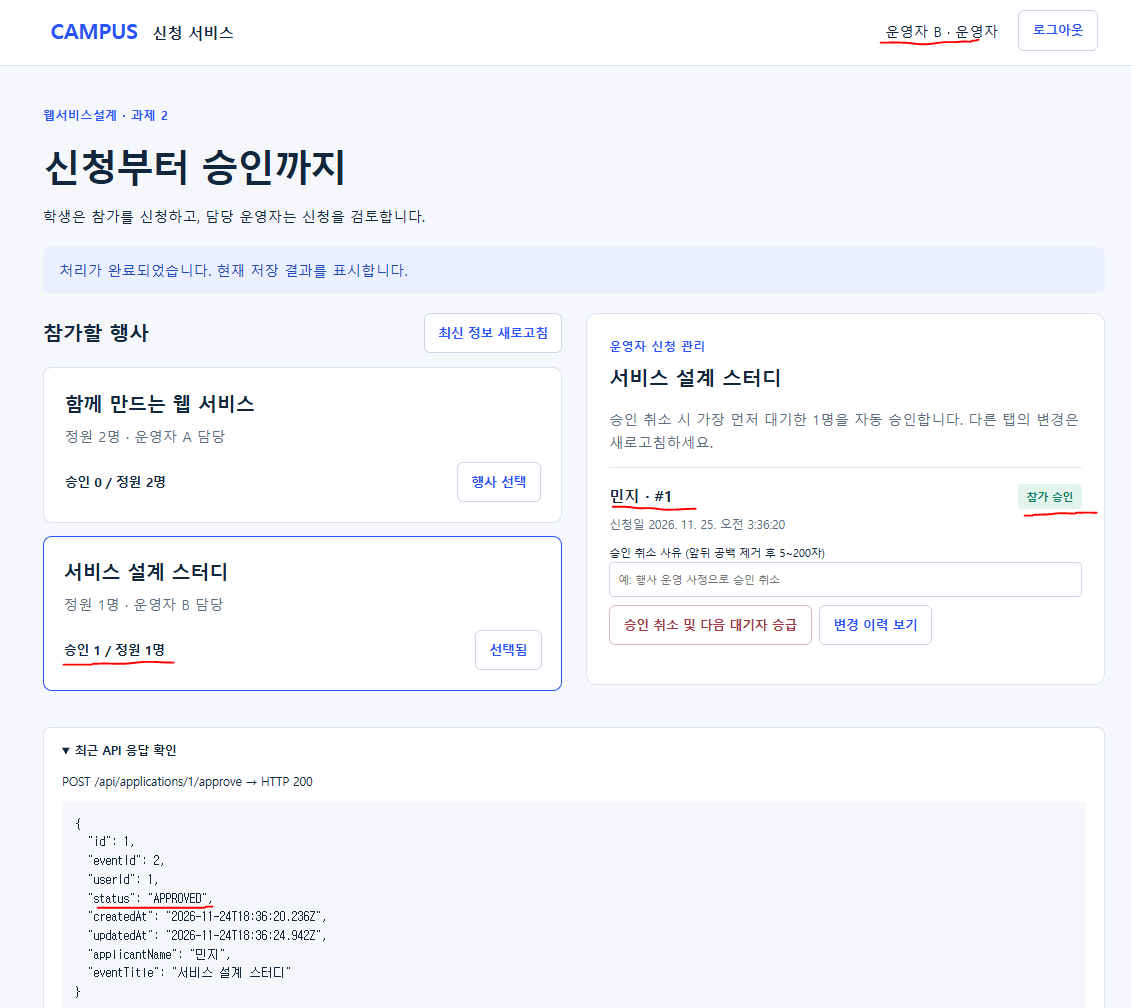 CAMPUS 신청 서비스
운영자 B · 운영자
로그아웃
웹서비스설계 · 과제 2
신청부터 승인까지
학생은 참가를 신청하고, 담당 운영자는 신청을 검토합니다.
처리가 완료되었습니다. 현재 저장 결과를 표시합니다.
참가할 행사
최신 정보 새로고침
함께 만드는 웹 서비스
정원 2명 · 운영자 A 담당
승인 0 / 정원 2명
행사 선택
서비스 설계 스터디
정원 1명 · 운영자 B 담당
승인 1 / 정원 1명
선택됨
운영자 신청 관리
서비스 설계 스터디
승인 취소 시 가장 먼저 대기한 1명을 자동 승인합니다. 다른 탭의 변경은
새로고침하세요.
민지 · #1
참가 승인
신청일 2026. 11. 25. 오전 3:36:20
승인 취소 사유 (앞뒤 공백 제거 후 5~200자)
예: 행사 운영 사정으로 승인 취소
승인 취소 및 다음 대기자 승급
변경 이력 보기
▼ 최근 API 응답 확인
POST /api/applications/1/approve → HTTP 200
{
"id": 1,
"eventId": 2,
"userId": 1,
"status": "APPROVED",
"createdAt": "2026-11-24T18:36:20.236Z",
"updatedAt": "2026-11-24T18:36:24.942Z",
"applicantName": "민지",
"eventTitle": "서비스 설계 스터디"
}